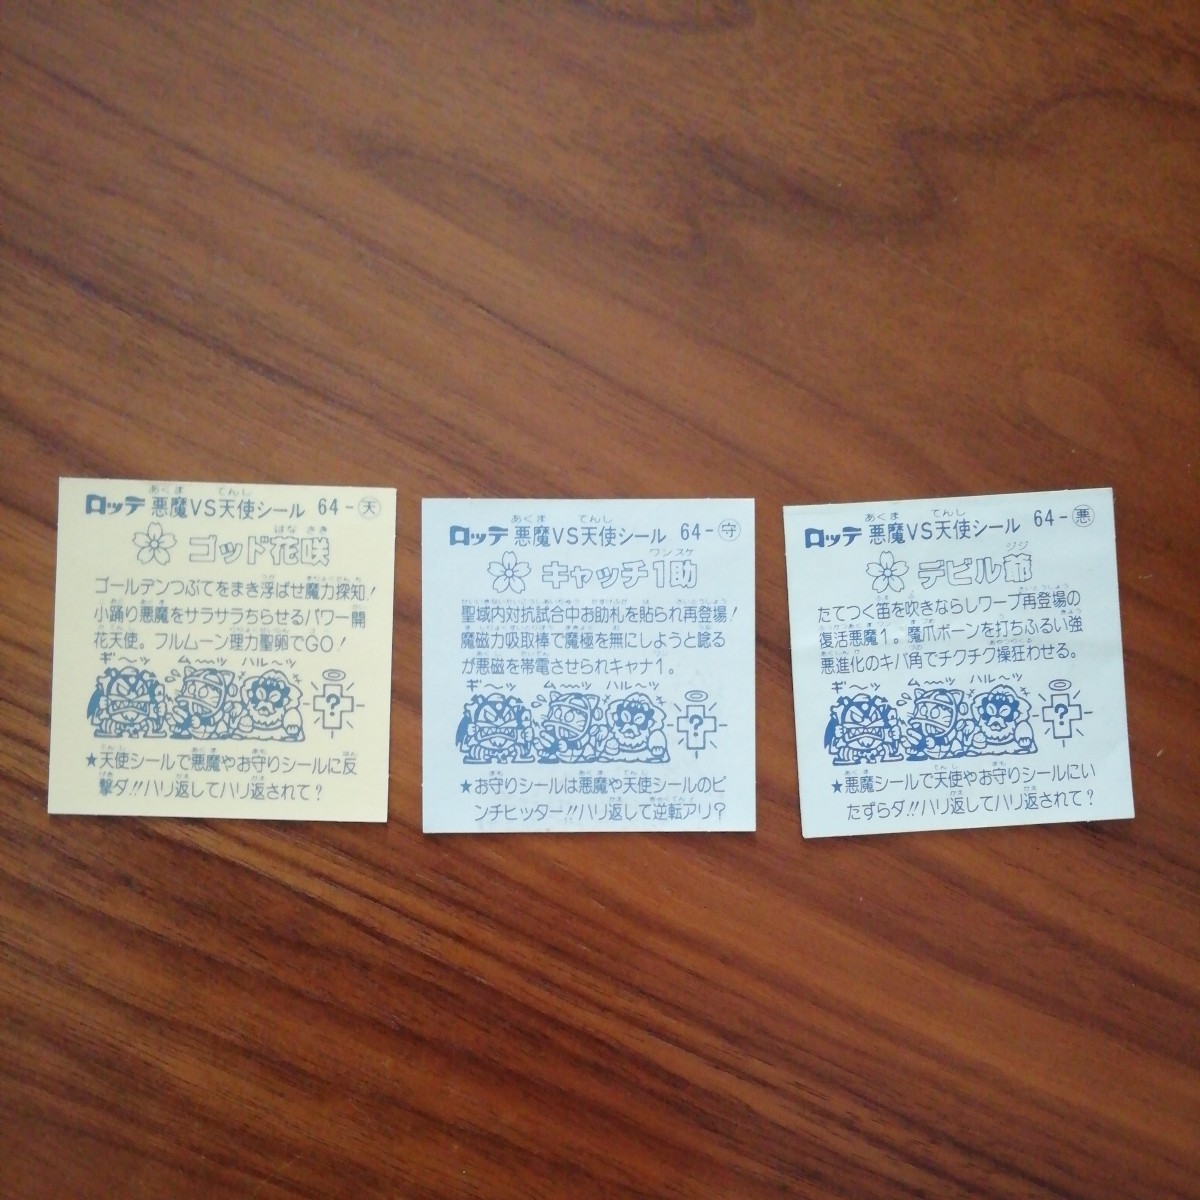 ロッテ 悪魔VS天使シール 64-天
ゴッド花咲
ゴールデンつぶてをまき浮ばせ魔力探知!
小踊り悪魔をサラサラちらせるパワー開
花天使。フルムーン理力聖卵でGO!
ギ〜ッ ム〜ッ ハル〜ッ
?
★天使シールで悪魔やお守りシールに反
撃ダ!!ハリ返してハリ返されて?
ロッテ 悪魔VS天使シール 64-守
キャッチ1助
聖域内対抗試合中お助札を貼られ再登場!
魔磁力吸取棒で魔極を無にしようと唸る
が悪磁を帯電させられキャナ1。
ギ〜ッ ム〜ッ ハル〜ッ
?
★お守りシールは悪魔や天使シールのピ
ンチヒッター!!ハリ返して逆転アリ?
ロッテ 悪魔VS天使シール 64-悪
デビル爺
たてつく笛を吹きならしワープ再登場の
復活悪魔1。魔爪ボーンを打ちふるい強
悪進化のキバ角でチクチク操狂わせる。
ギ〜ッ ム〜ッ ハル〜ッ
?
★悪魔シールで天使やお守りシールにい
たずらダ!!ハリ返してハリ返されて?